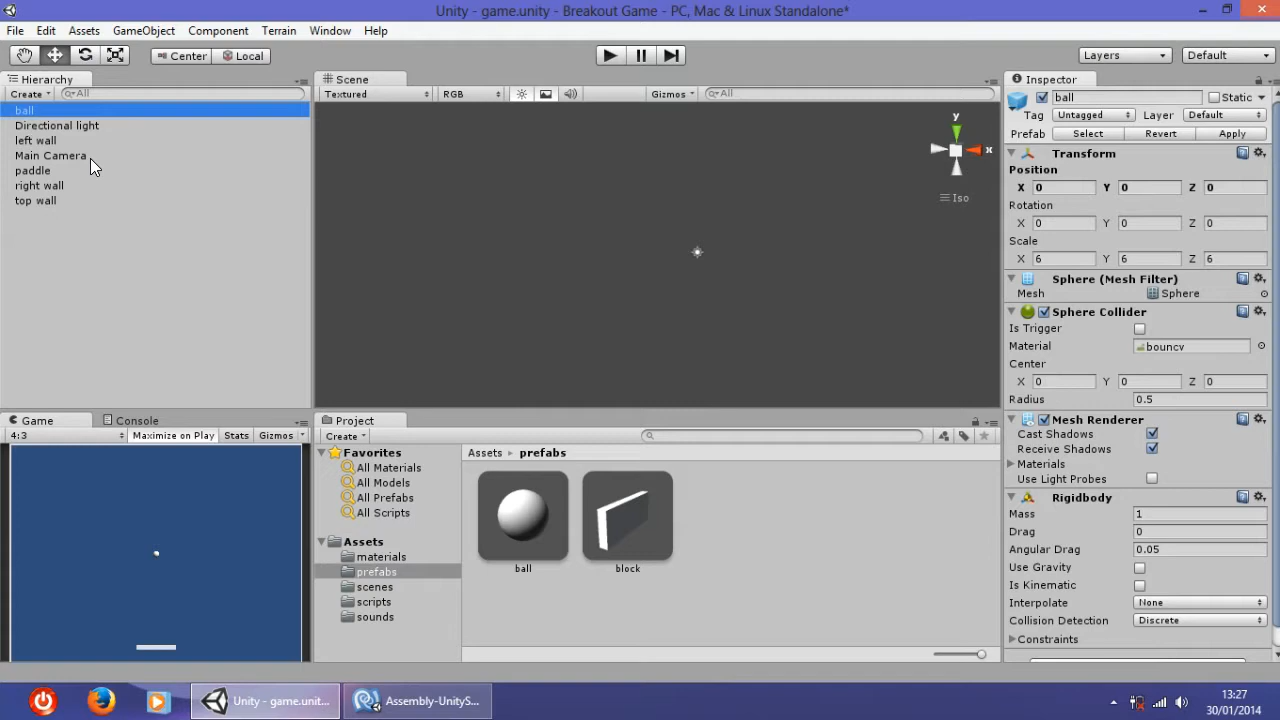 Unity - game.unity - Breakout Game - PC, Mac & Linux Standalone*
File Edit Assets GameObject Component Terrain Window Help
Center Local Layers Default
Hierarchy
Create All
ball
Directional light
left wall
Main Camera
paddle
right wall
top wall
Scene
Textured RGB Gizmos All
y
x
Iso
Game Console
4:3 Maximize on Play Stats Gizmos
Project
Create
Favorites
All Materials
All Models
All Prefabs
All Scripts
Assets
materials
prefabs
scenes
scripts
sounds
Assets prefabs
ball block
Inspector
ball Static
Tag Untagged Layer Default
Prefab Select Revert Apply
Transform
Position
X 0 Y 0 Z 0
Rotation
X 0 Y 0 Z 0
Scale
X 6 Y 6 Z 6
Sphere (Mesh Filter)
Mesh Sphere
Sphere Collider
Is Trigger
Material bouncy
Center
X 0 Y 0 Z 0
Radius 0.5
Mesh Renderer
Cast Shadows
Receive Shadows
Materials
Use Light Probes
Rigidbody
Mass 1
Drag 0
Angular Drag 0.05
Use Gravity
Is Kinematic
Interpolate None
Collision Detection Discrete
Constraints
Unity - game.unit... Assembly-UnityS...
13:27
30/01/2014